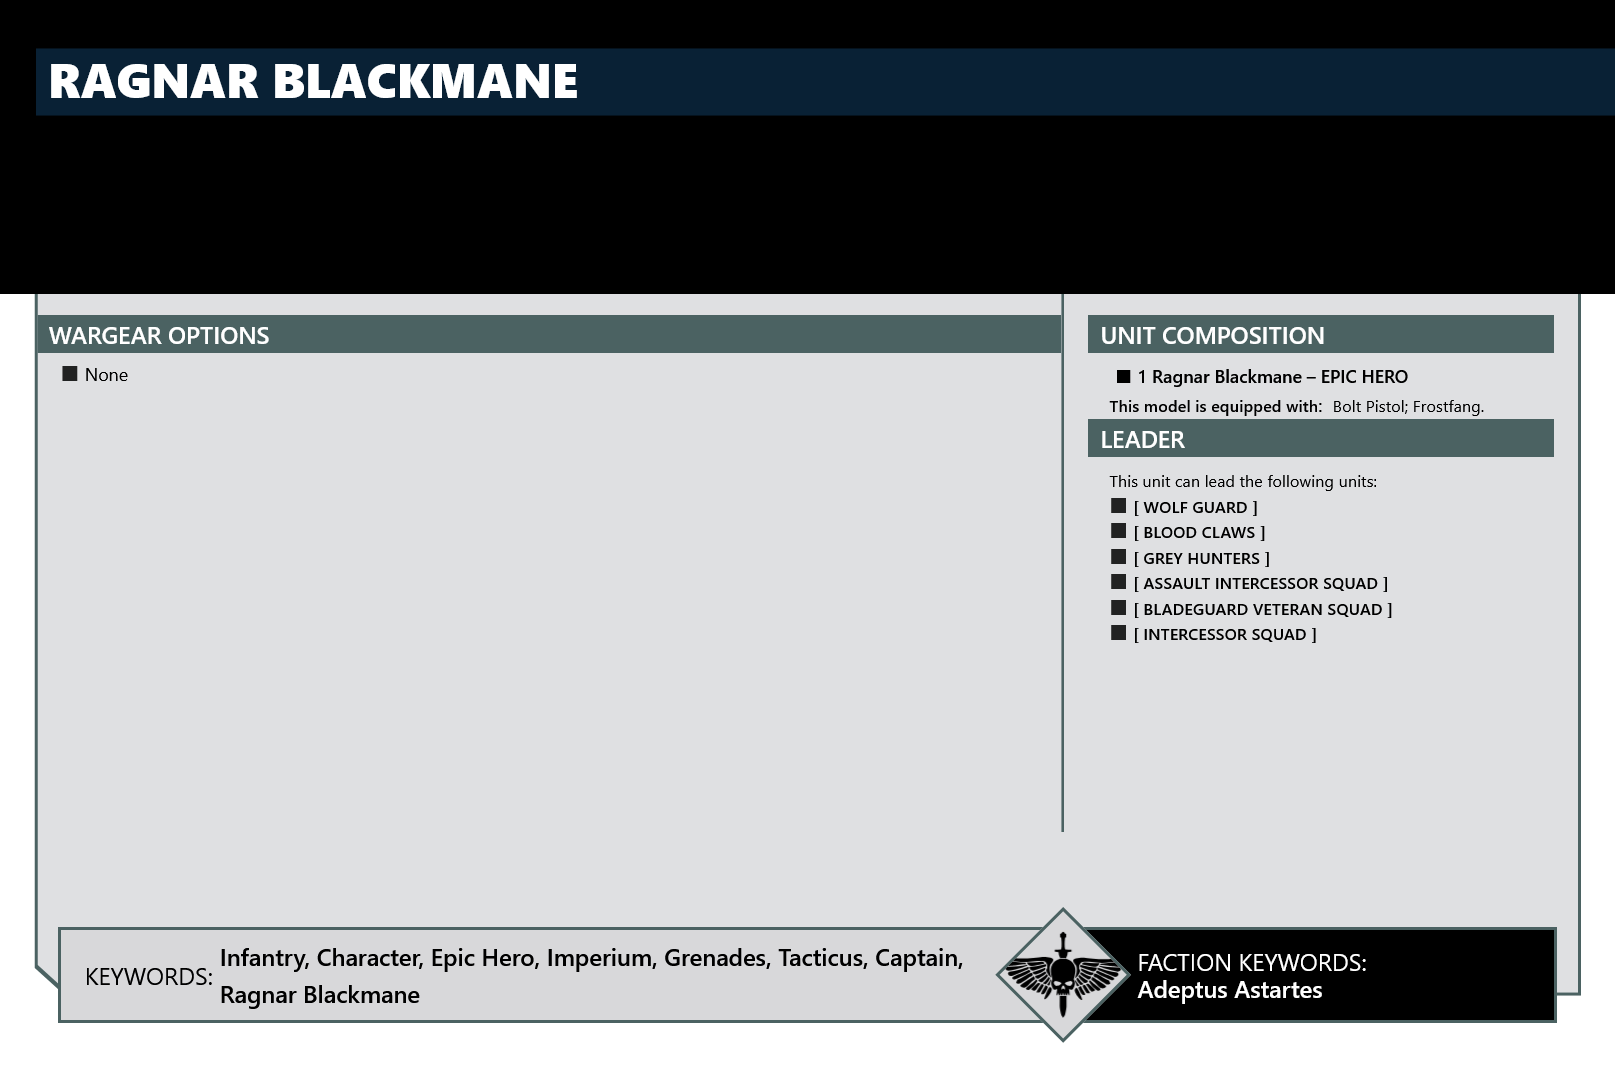 RAGNAR BLACKMANE
WARGEAR OPTIONS
None
UNIT COMPOSITION
1 Ragnar Blackmane – EPIC HERO
This model is equipped with: Bolt Pistol; Frostfang.
LEADER
This unit can lead the following units:
[ WOLF GUARD ]
[ BLOOD CLAWS ]
[ GREY HUNTERS ]
[ ASSAULT INTERCESSOR SQUAD ]
[ BLADEGUARD VETERAN SQUAD ]
[ INTERCESSOR SQUAD ]
KEYWORDS: Infantry, Character, Epic Hero, Imperium, Grenades, Tacticus, Captain,
Ragnar Blackmane
FACTION KEYWORDS:
Adeptus Astartes